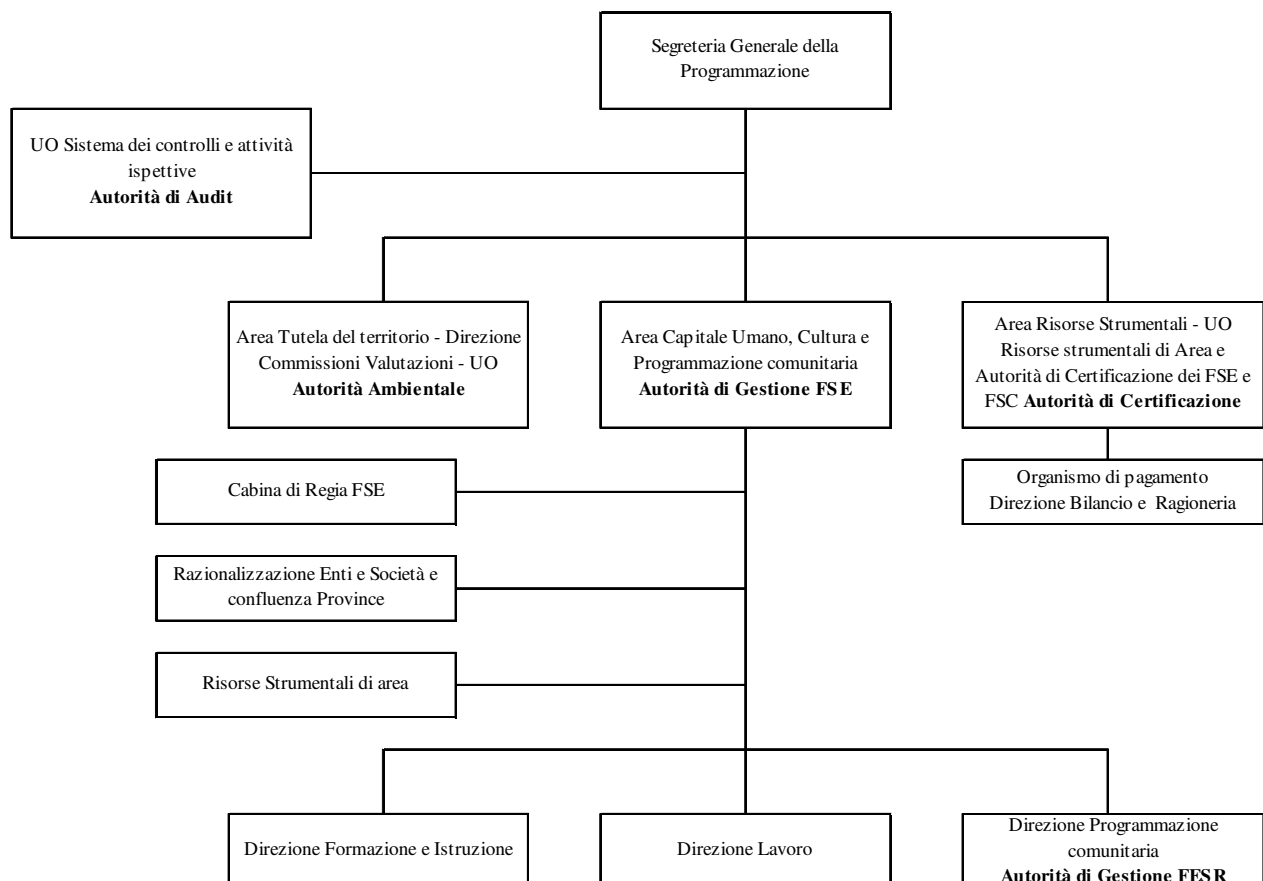 Segreteria Generale della
Programmazione
UO Sistema dei controlli e attività
ispettive
Autorità di Audit
Area Tutela del territorio - Direzione
Commissioni Valutazioni - UO
Autorità Ambientale
Area Capitale Umano, Cultura e
Programmazione comunitaria
Autorità di Gestione FSE
Area Risorse Strumentali - UO
Risorse strumentali di Area e
Autorità di Certificazione dei FSE e
FSC Autorità di Certificazione
Cabina di Regia FSE
Organismo di pagamento
Direzione Bilancio e Ragioneria
Razionalizzazione Enti e Società e
confluenza Province
Risorse Strumentali di area
Direzione Formazione e Istruzione
Direzione Lavoro
Direzione Programmazione
comunitaria
Autorità di Gestione FESR